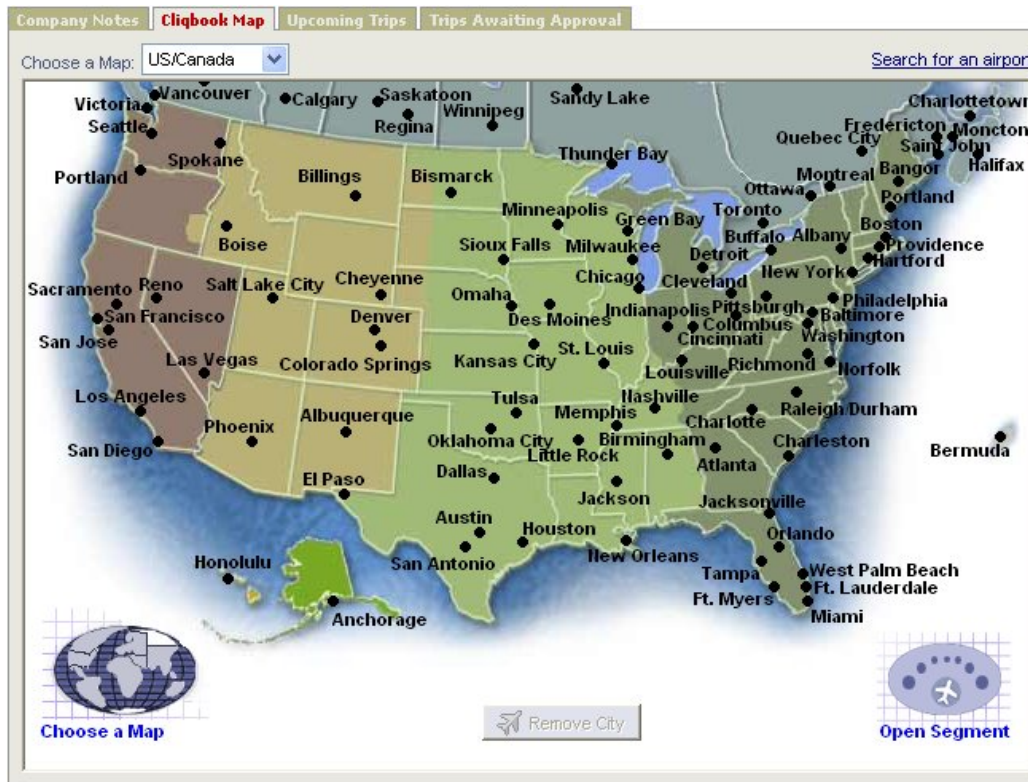 Company Notes
Cliqbook Map
Upcoming Trips
Trips Awaiting Approval
Choose a Map:
US/Canada
Search for an airport
Vancouver
Calgary
Saskatoon
Sandy Lake
Victoria
Regina
Winnipeg
Charlottetown
Seattle
Fredericton
Moncton
Quebec City
Saint John
Spokane
Thunder Bay
Halifax
Portland
Billings
Bismarck
Montreal
Bangor
Ottawa
Portland
Minneapolis
Green Bay
Toronto
Boston
Boise
Sioux Falls
Milwaukee
Buffalo
Albany
Providence
Detroit
Hartford
Cheyenne
Chicago
Cleveland
New York
Sacramento
Reno
Salt Lake City
Omaha
Indianapolis
Pittsburgh
Philadelphia
San Francisco
Denver
Des Moines
Columbus
Baltimore
San Jose
Cincinnati
Washington
Las Vegas
Colorado Springs
Kansas City
St. Louis
Louisville
Richmond
Norfolk
Los Angeles
Tulsa
Nashville
Phoenix
Albuquerque
Memphis
Charlotte
Raleigh/Durham
San Diego
Oklahoma City
Birmingham
Charleston
Bermuda
Little Rock
Dallas
Atlanta
El Paso
Jackson
Jacksonville
Austin
Houston
Orlando
Honolulu
San Antonio
New Orleans
Tampa
West Palm Beach
Ft. Myers
Ft. Lauderdale
Anchorage
Miami
Choose a Map
Remove City
Open Segment